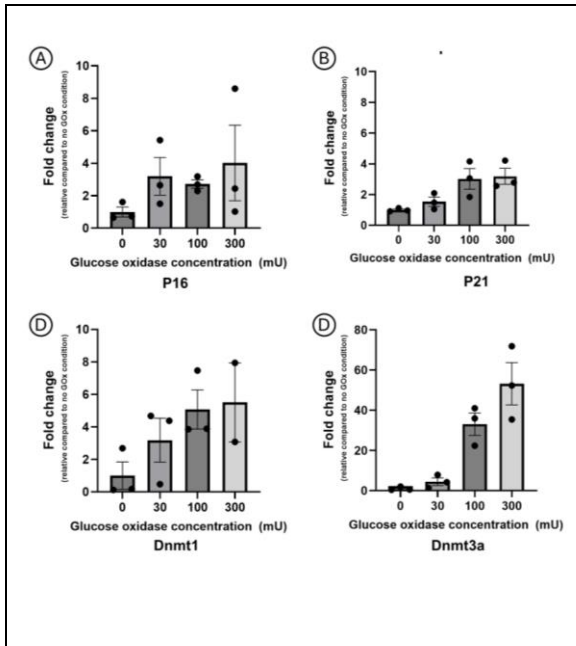 A
Fold change
(relative compared to no GOx condition)
10
8
6
4
2
0
0 30 100 300
Glucose oxidase concentration (mU)
P16
B
Fold change
(relative compared to no GOx condition)
10
8
6
4
2
0
0 30 100 300
Glucose oxidase concentration (mU)
P21
D
Fold change
(relative compared to no GOx condition)
10
8
6
4
2
0
0 30 100 300
Glucose oxidase concentration (mU)
Dnmt1
D
Fold change
(relative compared to no GOx condition)
80
60
40
20
0
0 30 100 300
Glucose oxidase concentration (mU)
Dnmt3a